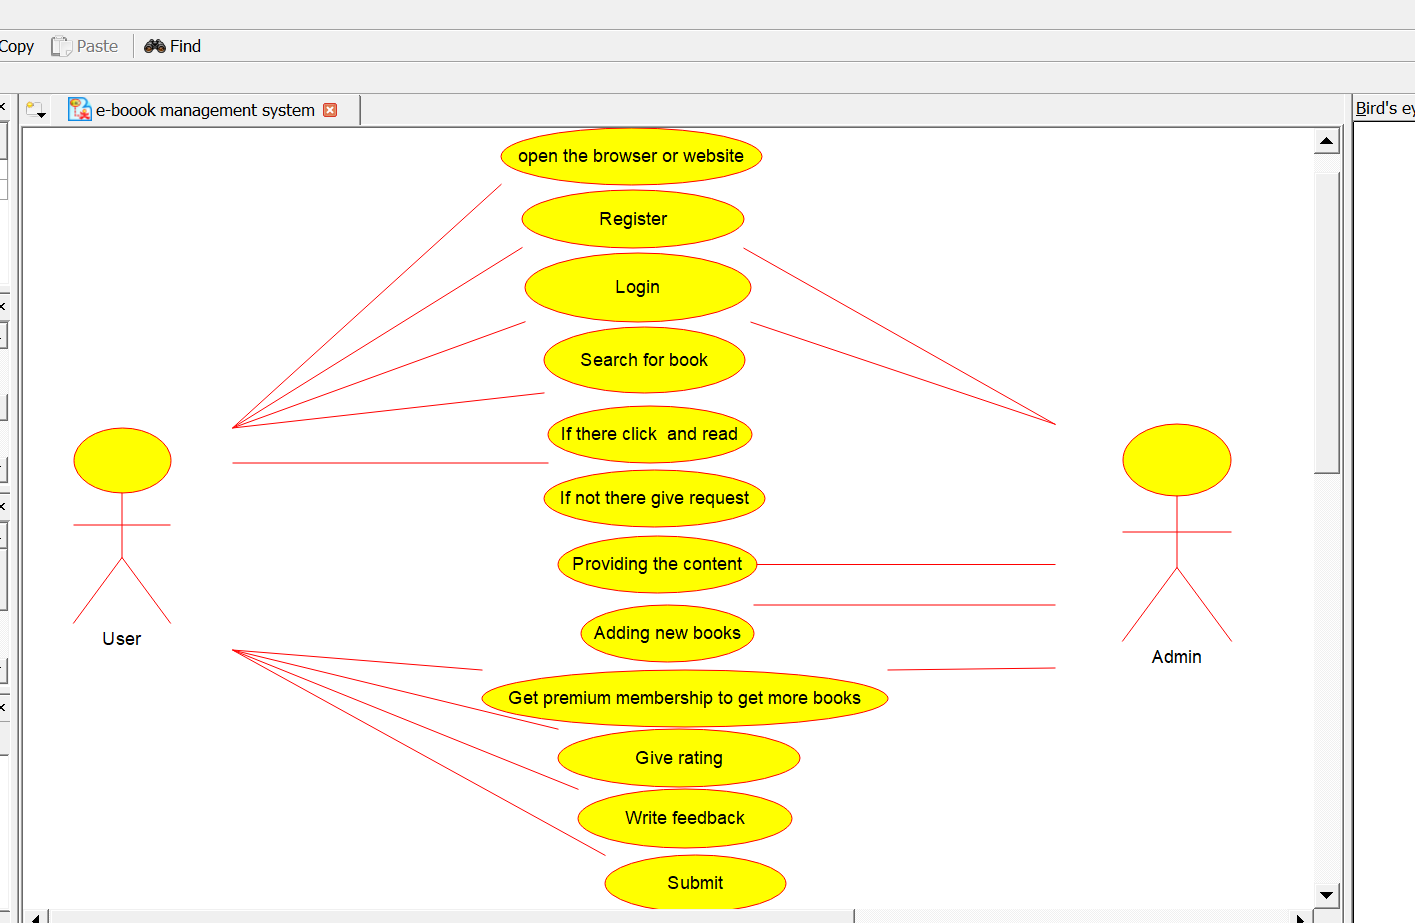 Copy Paste Find
e-boook management system
Bird's ey
open the browser or website
Register
Login
Search for book
If there click  and read
If not there give request
Providing the content
Adding new books
User
Admin
Get premium membership to get more books
Give rating
Write feedback
Submit